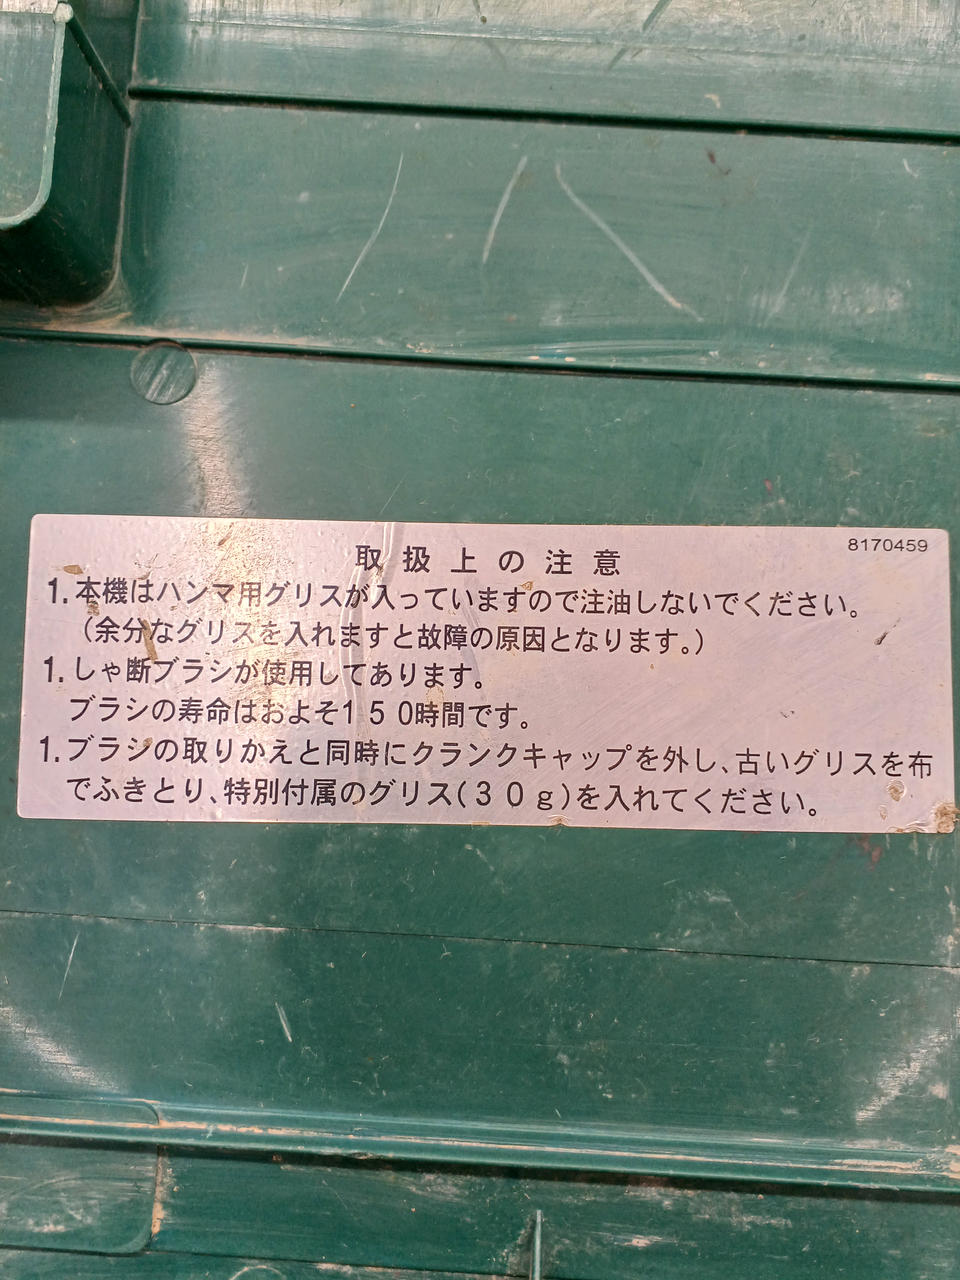 取扱上の注意
8170459
1.本機はハンマ用グリスが入っていますので注油しないでください。
（余分なグリスを入れますと故障の原因となります。）
1.しゃ断ブラシが使用してあります。
ブラシの寿命はおよそ150時間です。
1.ブラシの取りかえと同時にクランクキャップを外し、古いグリスを布
でふきとり、特別付属のグリス(30g)を入れてください。